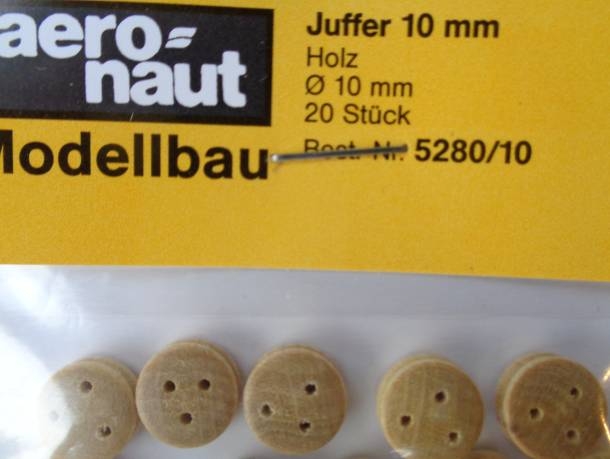 aero-
naut
Modellbau
Juffer 10 mm
Holz
Ø 10 mm
20 Stück
Best.-Nr. 5280/10